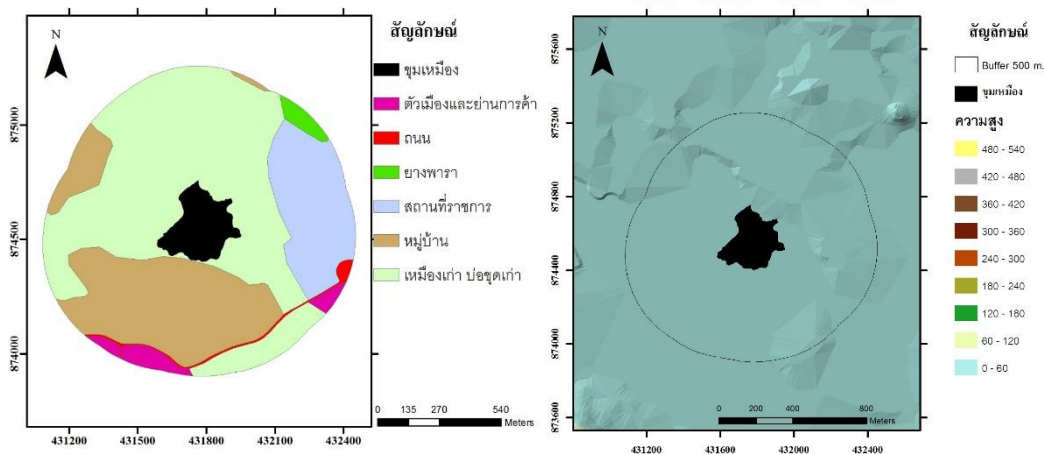 N
สัญลักษณ์
ขุมเหมือง
ตัวเมืองและย่านการค้า
ถนน
ยางพารา
สถานที่ราชการ
หมู่บ้าน
เหมืองเก่า บ่อขุดเก่า
875000
874500
874000
0 135 270 540
Meters
431200 431500 431800 432100 432400
N
สัญลักษณ์
Buffer 500 m.
ขุมเหมือง
ความสูง
480 - 540
420 - 480
360 - 420
300 - 360
240 - 300
180 - 240
120 - 180
60 - 120
0 - 60
875600
875200
874800
874400
874000
873600
0 200 400 800
Meters
431200 431600 432000 432400